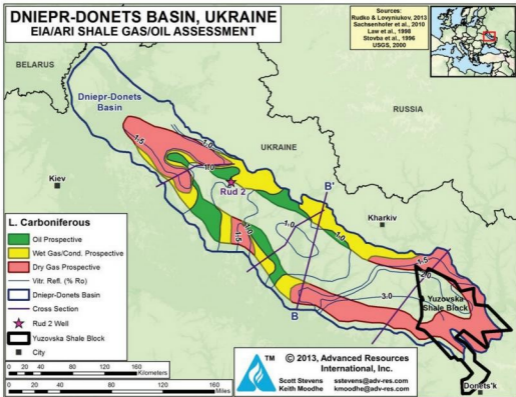 DNIEPR-DONETS BASIN, UKRAINE
EIA/ARI SHALE GAS/OIL ASSESSMENT
Sources:
Rudko & Lovyniukov, 2013
Sachsenhofer et al., 2010
Law et al., 1998
Stovba et al., 1996
USGS, 2000
BELARUS
Dniepr-Donets
Basin
RUSSIA
1.5
1.0
UKRAINE
Kiev
Rud 2
B'
Kharkiv
1.0
1.5
1.0
1.5
3.0
Yuzovska
Shale Block
B
Donets'k
L. Carboniferous
Oil Prospective
Wet Gas/Cond. Prospective
Dry Gas Prospective
Vitr. Refl. (% Ro)
Dniepr-Donets Basin
Cross Section
Rud 2 Well
Yuzovska Shale Block
City
0 20 40 80 120 160
Kilometers
0 20 40 80 120 160
Miles
TM
© 2013, Advanced Resources
International, Inc.
Scott Stevens sstevens@adv-res.com
Keith Moodhe kmoodhe@adv-res.com